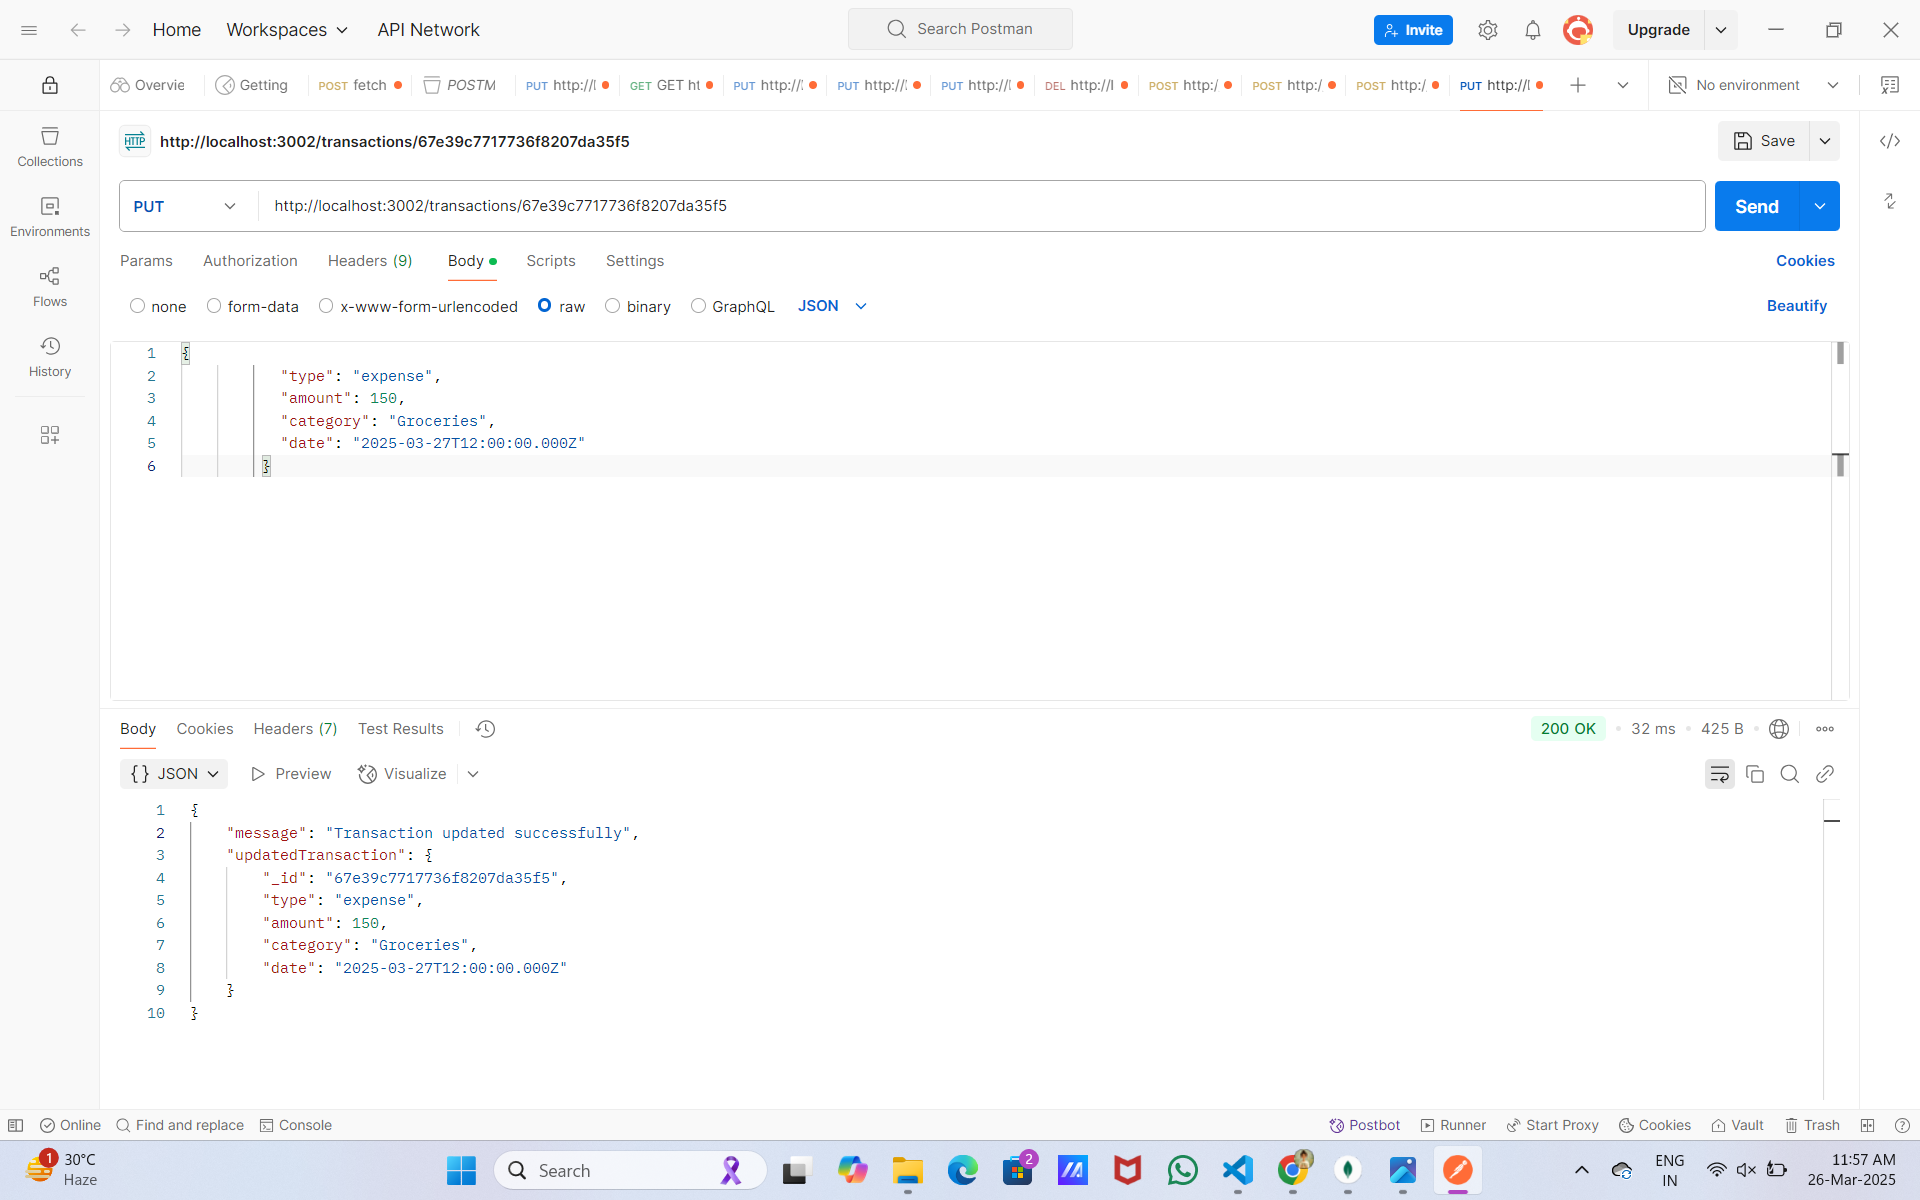 Home Workspaces API Network Search Postman Invite Upgrade
Overvie Getting POST fetch POSTM PUT http://l GET GET ht PUT http:// PUT http:// PUT http:// DEL http://l POST http:/ POST http:/ POST http:/ PUT http://l No environment
HTTP http://localhost:3002/transactions/67e39c7717736f8207da35f5 Save
Collections
Environments
Flows
History
PUT http://localhost:3002/transactions/67e39c7717736f8207da35f5 Send
Params Authorization Headers (9) Body Scripts Settings Cookies
none form-data x-www-form-urlencoded raw binary GraphQL JSON Beautify
1 {
2 "type": "expense",
3 "amount": 150,
4 "category": "Groceries",
5 "date": "2025-03-27T12:00:00.000Z"
6 }
Body Cookies Headers (7) Test Results 200 OK 32 ms 425 B
{} JSON Preview Visualize
1 {
2 "message": "Transaction updated successfully",
3 "updatedTransaction": {
4 "_id": "67e39c7717736f8207da35f5",
5 "type": "expense",
6 "amount": 150,
7 "category": "Groceries",
8 "date": "2025-03-27T12:00:00.000Z"
9 }
10 }
Online Find and replace Console Postbot Runner Start Proxy Cookies Vault Trash
1 30°C
Haze
Search
2
ENG
IN
11:57 AM
26-Mar-2025